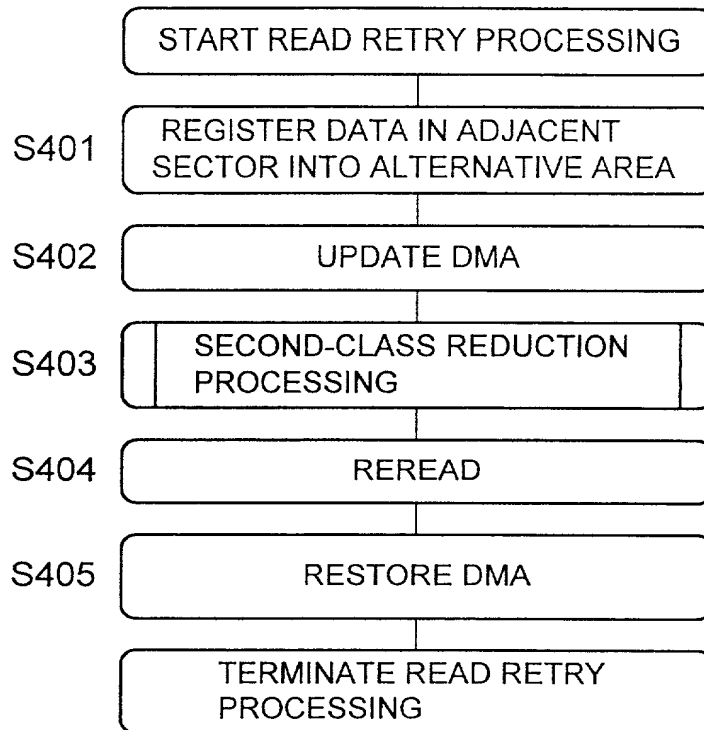 START READ RETRY PROCESSING
S401
REGISTER DATA IN ADJACENT
SECTOR INTO ALTERNATIVE AREA
S402
UPDATE DMA
S403
SECOND-CLASS REDUCTION
PROCESSING
S404
REREAD
S405
RESTORE DMA
TERMINATE READ RETRY
PROCESSING